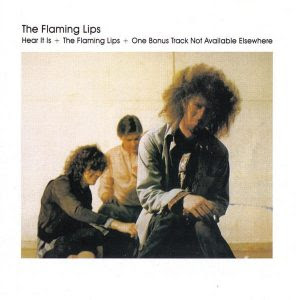 The Flaming Lips
Hear It Is + The Flaming Lips + One Bonus Track Not Available Elsewhere